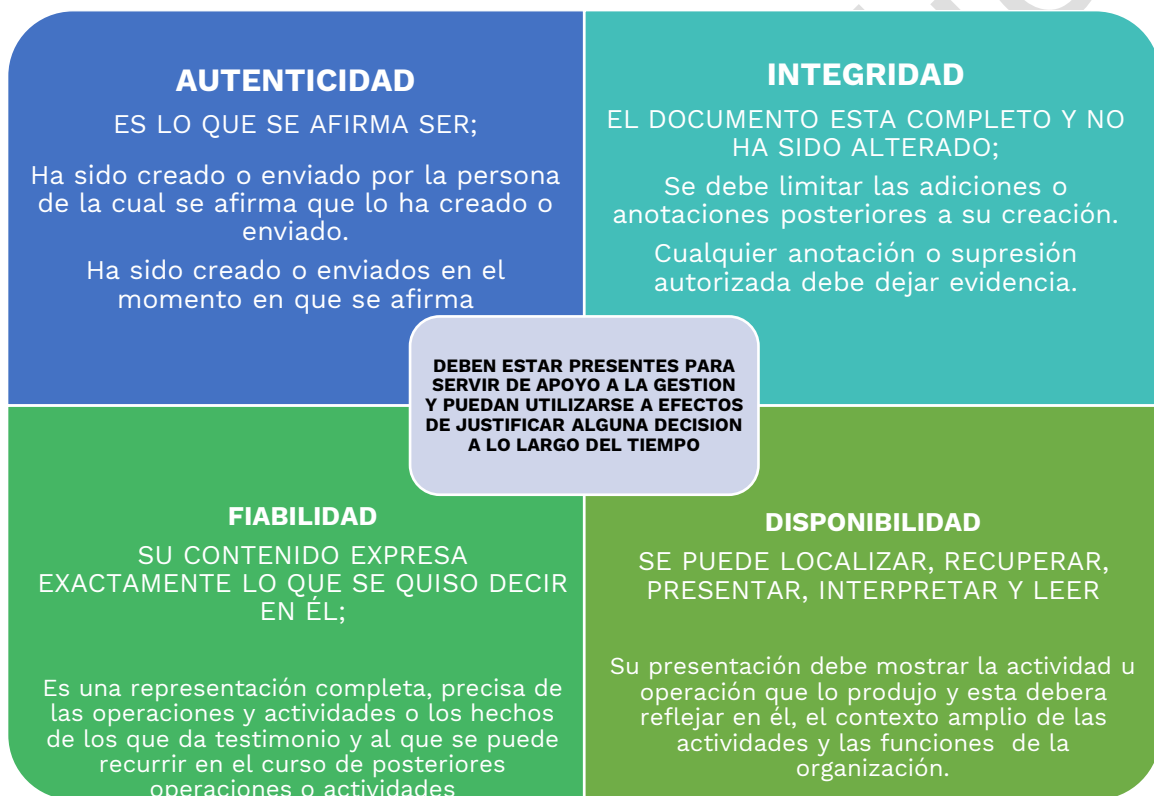 AUTENTICIDAD
ES LO QUE SE AFIRMA SER;
Ha sido creado o enviado por la persona
de la cual se afirma que lo ha creado o
enviado.
Ha sido creado o enviados en el
momento en que se afirma
INTEGRIDAD
EL DOCUMENTO ESTA COMPLETO Y NO
HA SIDO ALTERADO;
Se debe limitar las adiciones o
anotaciones posteriores a su creación.
Cualquier anotación o supresión
autorizada debe dejar evidencia.
DEBEN ESTAR PRESENTES PARA
SERVIR DE APOYO A LA GESTION
Y PUEDAN UTILIZARSE A EFECTOS
DE JUSTIFICAR ALGUNA DECISION
A LO LARGO DEL TIEMPO
FIABILIDAD
SU CONTENIDO EXPRESA
EXACTAMENTE LO QUE SE QUISO DECIR
EN ÉL;
Es una representación completa, precisa de
las operaciones y actividades o los hechos
de los que da testimonio y al que se puede
recurrir en el curso de posteriores
operaciones o actividades
DISPONIBILIDAD
SE PUEDE LOCALIZAR, RECUPERAR,
PRESENTAR, INTERPRETAR Y LEER
Su presentación debe mostrar la actividad u
operación que lo produjo y esta debera
reflejar en él, el contexto amplio de las
actividades y las funciones de la
organización.